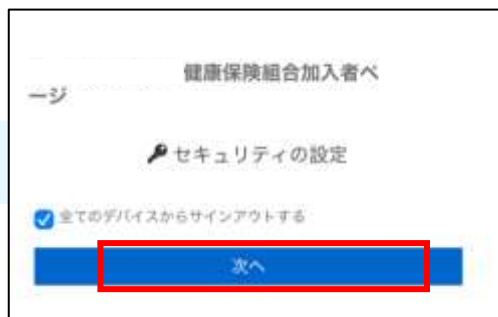 健康保険組合加入者ペ
ージ
セキュリティの設定
全てのデバイスからサインアウトする
次へ